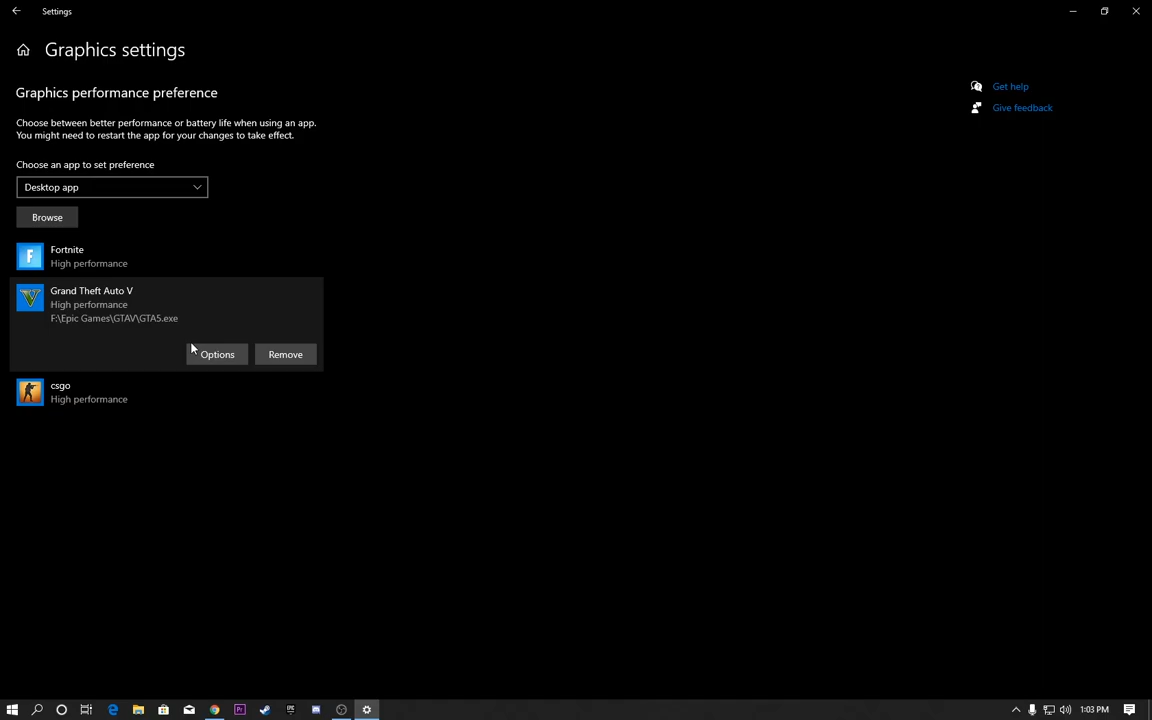 Settings
Graphics settings
Graphics performance preference
Choose between better performance or battery life when using an app.
You might need to restart the app for your changes to take effect.
Choose an app to set preference
Desktop app
Browse
Fortnite
High performance
Grand Theft Auto V
High performance
F:\Epic Games\GTAV\GTA5.exe
Options
Remove
csgo
High performance
Get help
Give feedback
1:03 PM